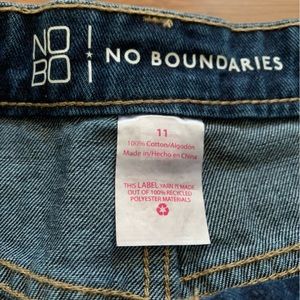 NO
BO
NO BOUNDARIES
11
100% Cotton/Algodón
Made in/Hecho en China
THIS LABEL YARN IS MADE
OUT OF 100% RECYCLED
POLYESTER MATERIALS